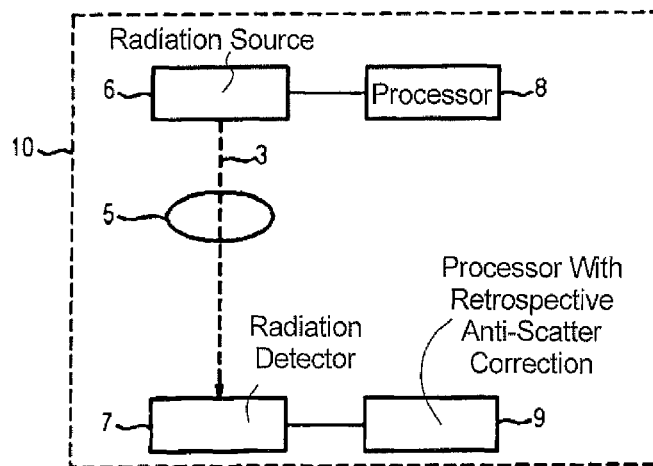 Radiation Source
6
Processor
8
10
3
5
Processor With
Retrospective
Anti-Scatter
Correction
Radiation
Detector
7
9